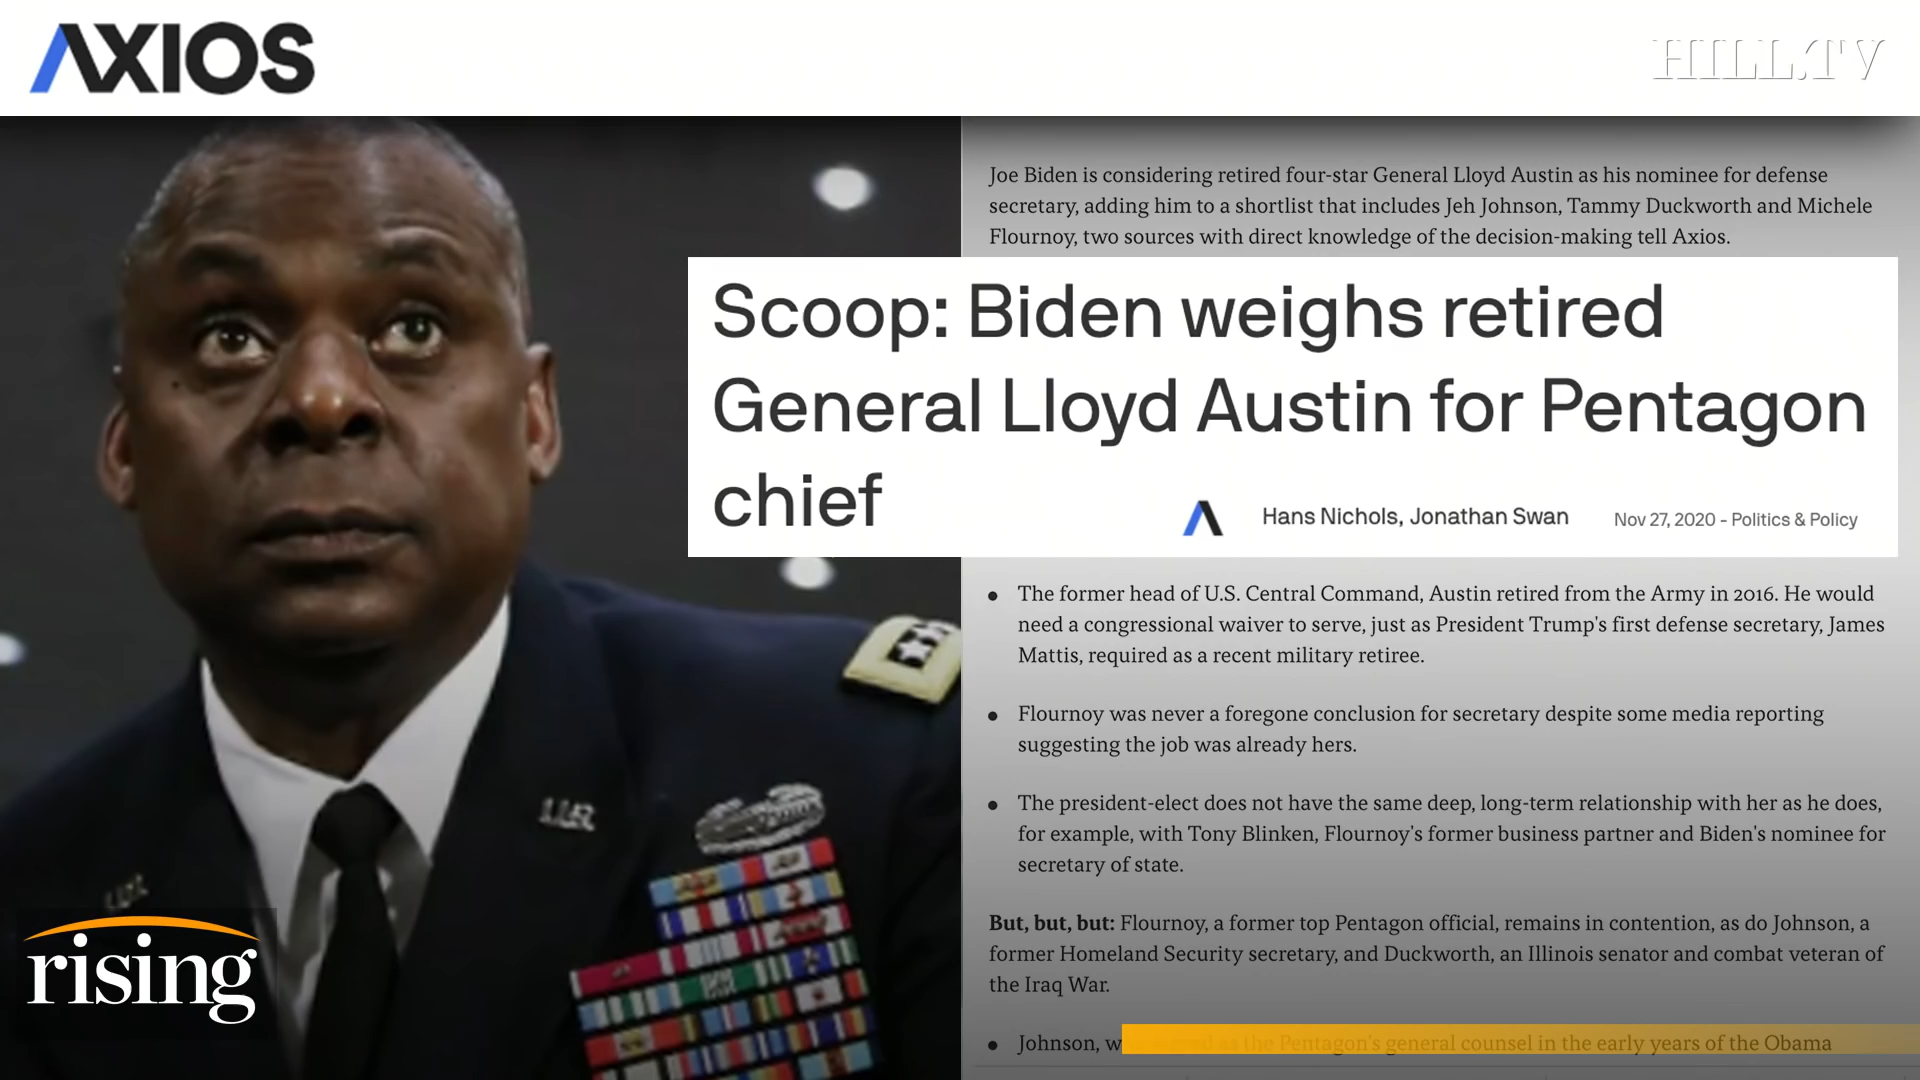 AXIOS
HILL.TV
Joe Biden is considering retired four-star General Lloyd Austin as his nominee for defense
secretary, adding him to a shortlist that includes Jeh Johnson, Tammy Duckworth and Michele
Flournoy, two sources with direct knowledge of the decision-making tell Axios.
Scoop: Biden weighs retired
General Lloyd Austin for Pentagon
chief
Hans Nichols, Jonathan Swan
Nov 27, 2020 - Politics & Policy
• The former head of U.S. Central Command, Austin retired from the Army in 2016. He would
need a congressional waiver to serve, just as President Trump's first defense secretary, James
Mattis, required as a recent military retiree.
• Flournoy was never a foregone conclusion for secretary despite some media reporting
suggesting the job was already hers.
• The president-elect does not have the same deep, long-term relationship with her as he does,
for example, with Tony Blinken, Flournoy's former business partner and Biden's nominee for
secretary of state.
But, but, but: Flournoy, a former top Pentagon official, remains in contention, as do Johnson, a
former Homeland Security secretary, and Duckworth, an Illinois senator and combat veteran of
the Iraq War.
• Johnson, as the Pentagon's general counsel in the early years of the Obama
rising
U.S.